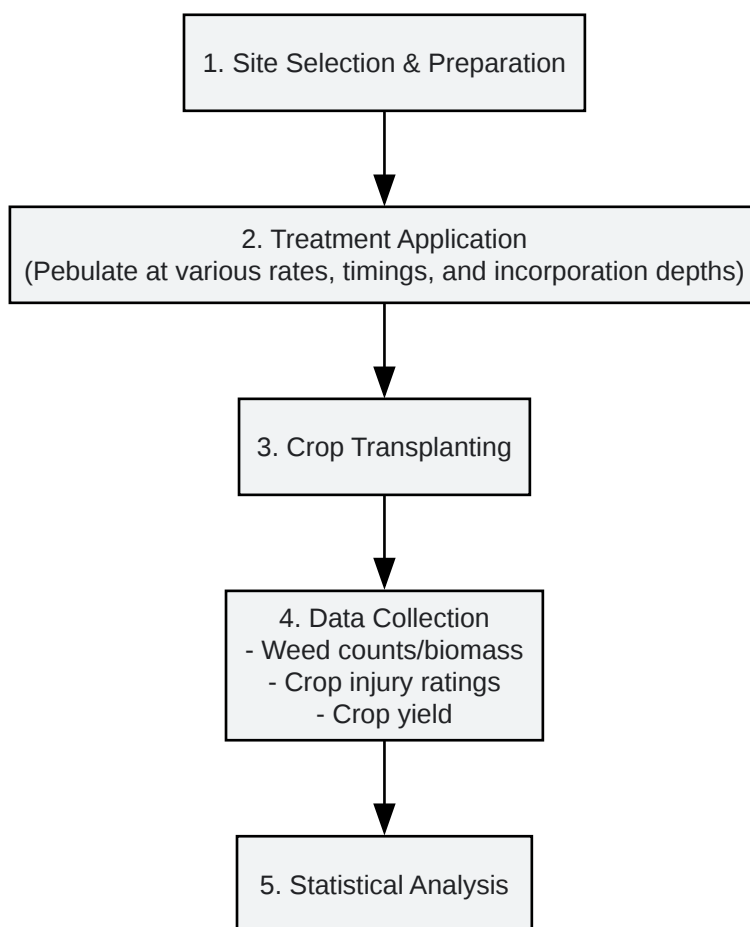 1. Site Selection & Preparation
2. Treatment Application
(Pebulate at various rates, timings, and incorporation depths)
3. Crop Transplanting
4. Data Collection
- Weed counts/biomass
- Crop injury ratings
- Crop yield
5. Statistical Analysis